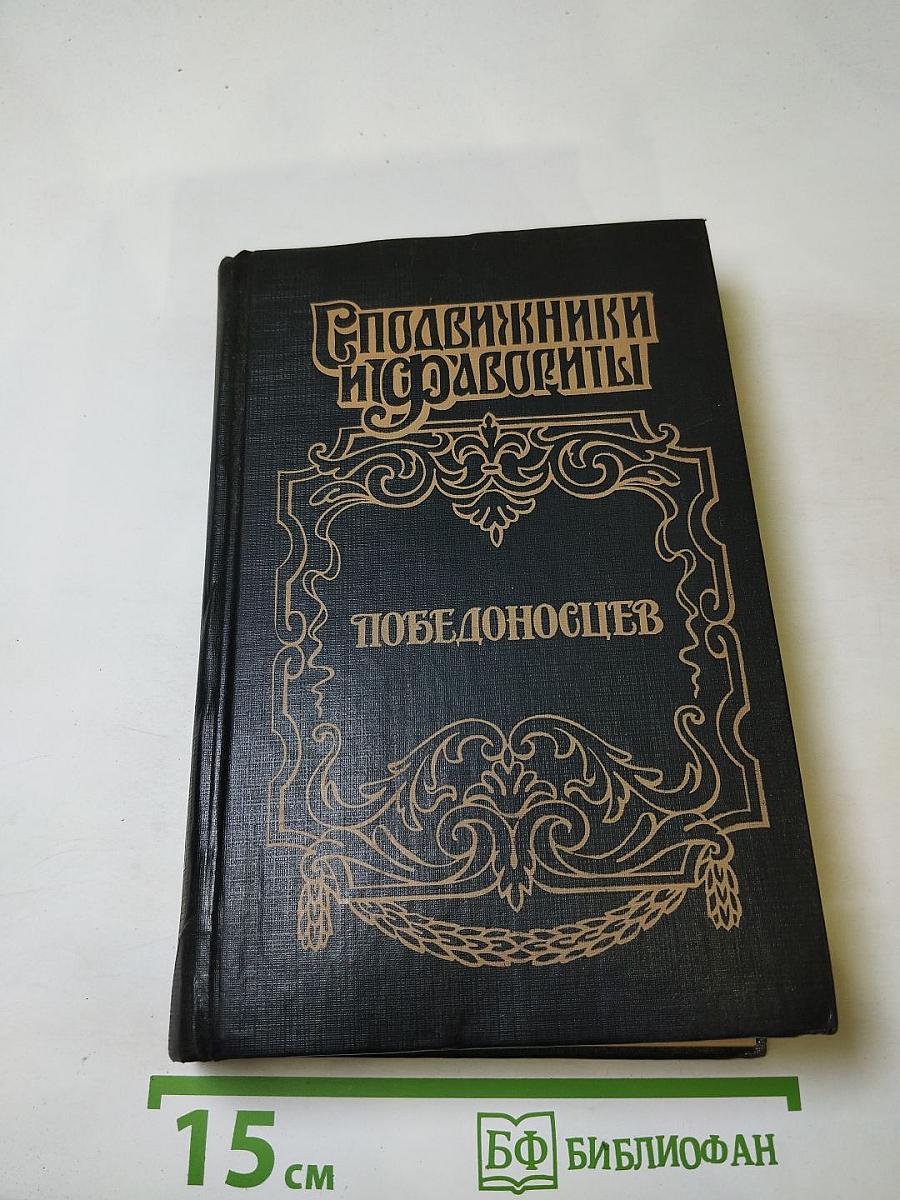 Сподвижники
и Фавориты
ПОБЕДОНОСЦЕВ
15 см
БФ БИБЛИОФАН